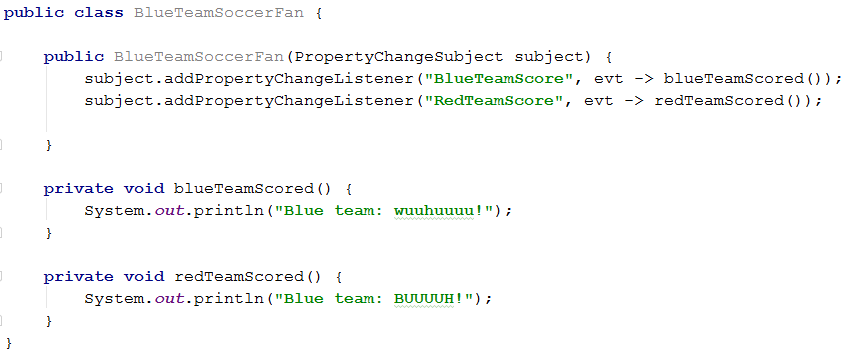 public class BlueTeamSoccerFan {
    public BlueTeamSoccerFan(PropertyChangeSubject subject) {
        subject.addPropertyChangeListener("BlueTeamScore", evt -> blueTeamScored());
        subject.addPropertyChangeListener("RedTeamScore", evt -> redTeamScored());
    }
    private void blueTeamScored() {
        System.out.println("Blue team: wuuhuuuu!");
    }
    private void redTeamScored() {
        System.out.println("Blue team: BUUUUH!");
    }
}